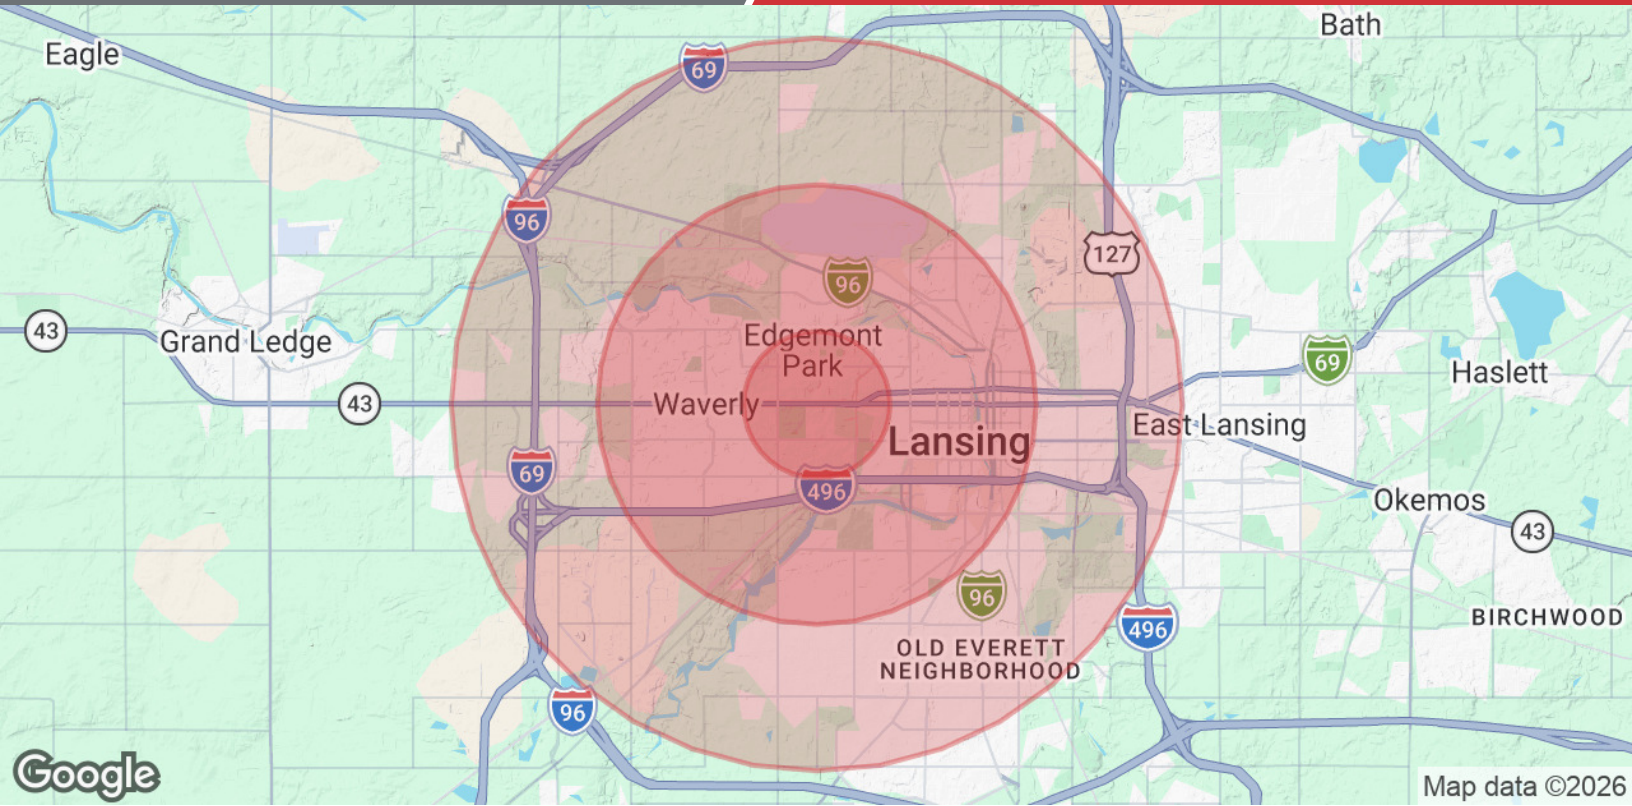 Bath
Eagle
69
96
127
96
Edgemont
Park
43
Grand Ledge
69
Haslett
43
Waverly
East Lansing
Lansing
69
496
Okemos
43
96
BIRCHWOOD
496
OLD EVERETT
NEIGHBORHOOD
96
Google
Map data ©2026